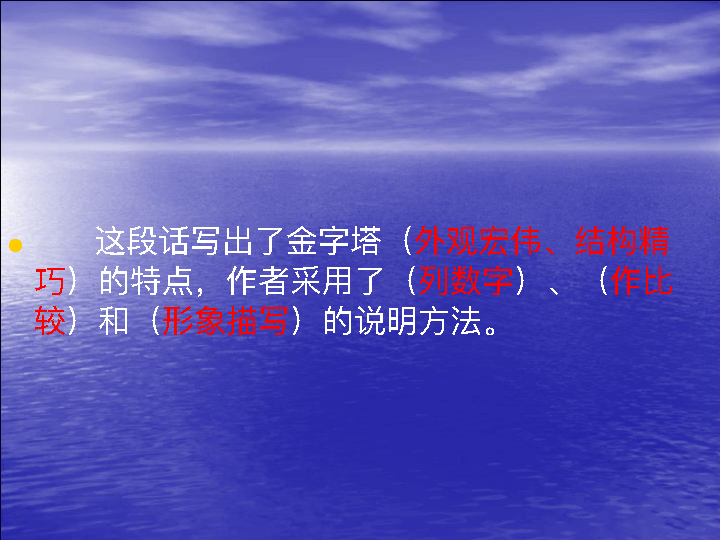 这段话写出了金字塔（外观宏伟、结构精
巧）的特点，作者采用了（列数字）、（作比
较）和（形象描写）的说明方法。